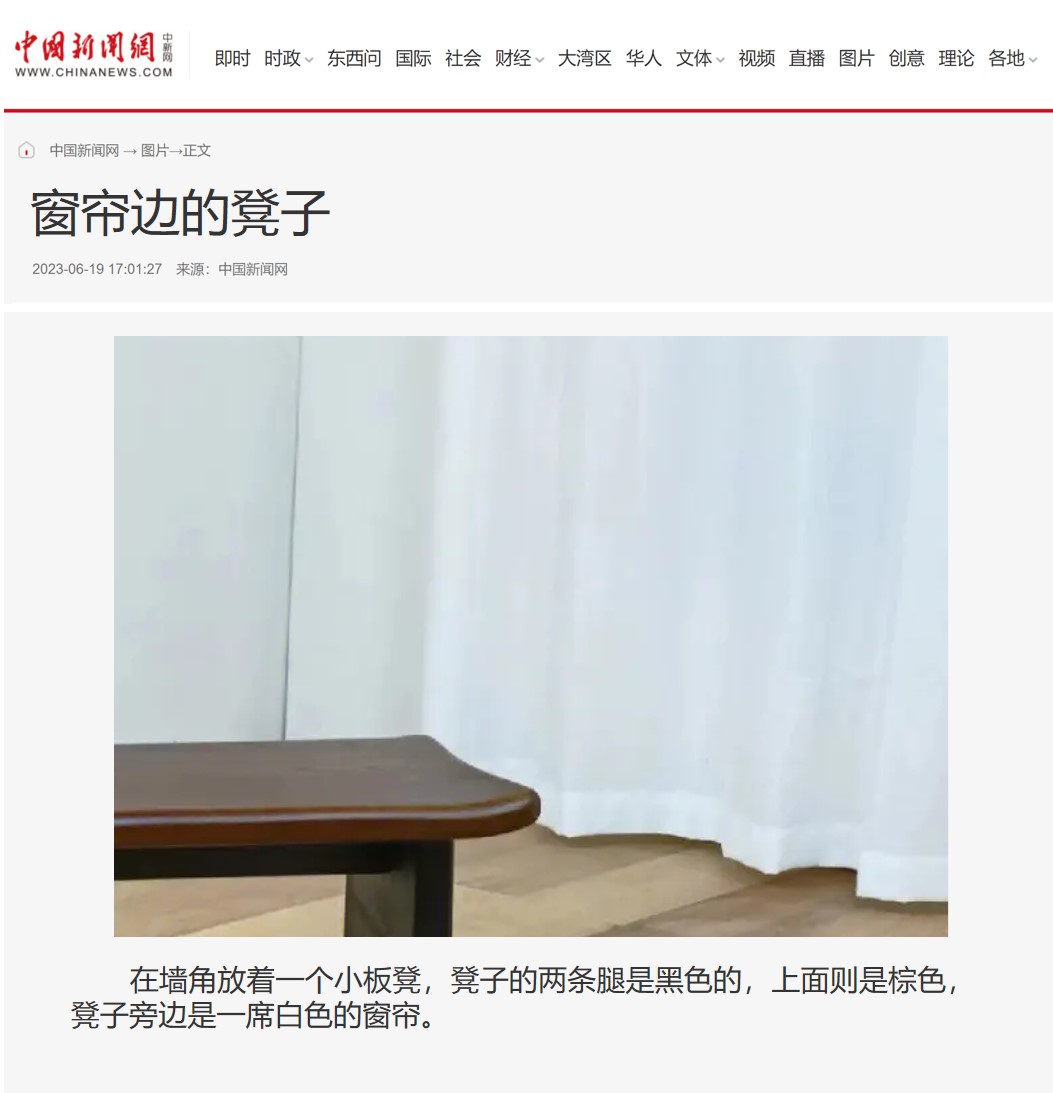 中國新聞網 中新网
WWW.CHINANEWS.COM
即时 时政 东西问 国际 社会 财经 大湾区 华人 文体 视频 直播 图片 创意 理论 各地
中国新闻网 → 图片→正文
窗帘边的凳子
2023-06-19 17:01:27 来源：中国新闻网
在墙角放着一个小板凳，凳子的两条腿是黑色的，上面则是棕色，
凳子旁边是一席白色的窗帘。